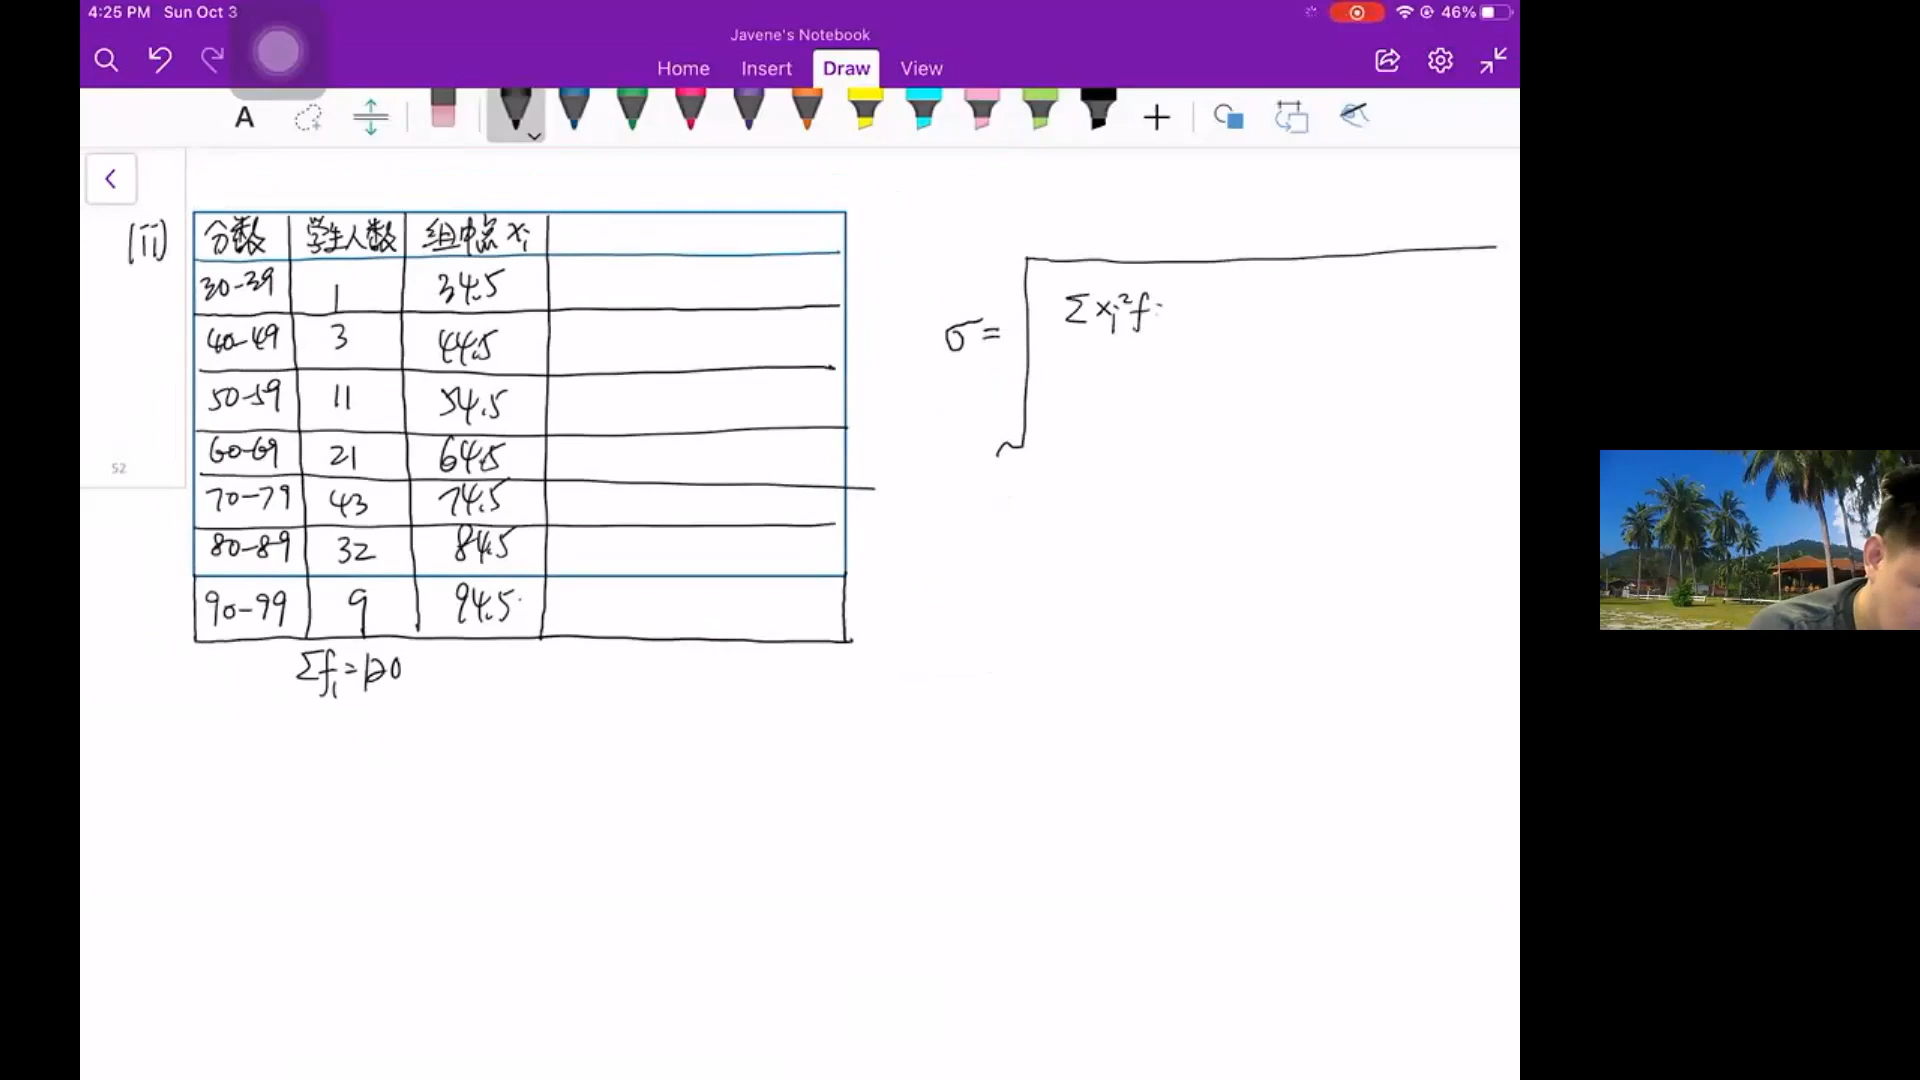 4:25 PM Sun Oct 3
46%
Javene's Notebook
Home Insert Draw View
A
(ii)
分数 学生人数 组中点 xi
30-39 1 34.5
40-49 3 44.5
50-59 11 54.5
60-69 21 64.5
70-79 43 74.5
80-89 32 84.5
90-99 9 94.5
Σfi = 120
σ = √ Σxi²f
52